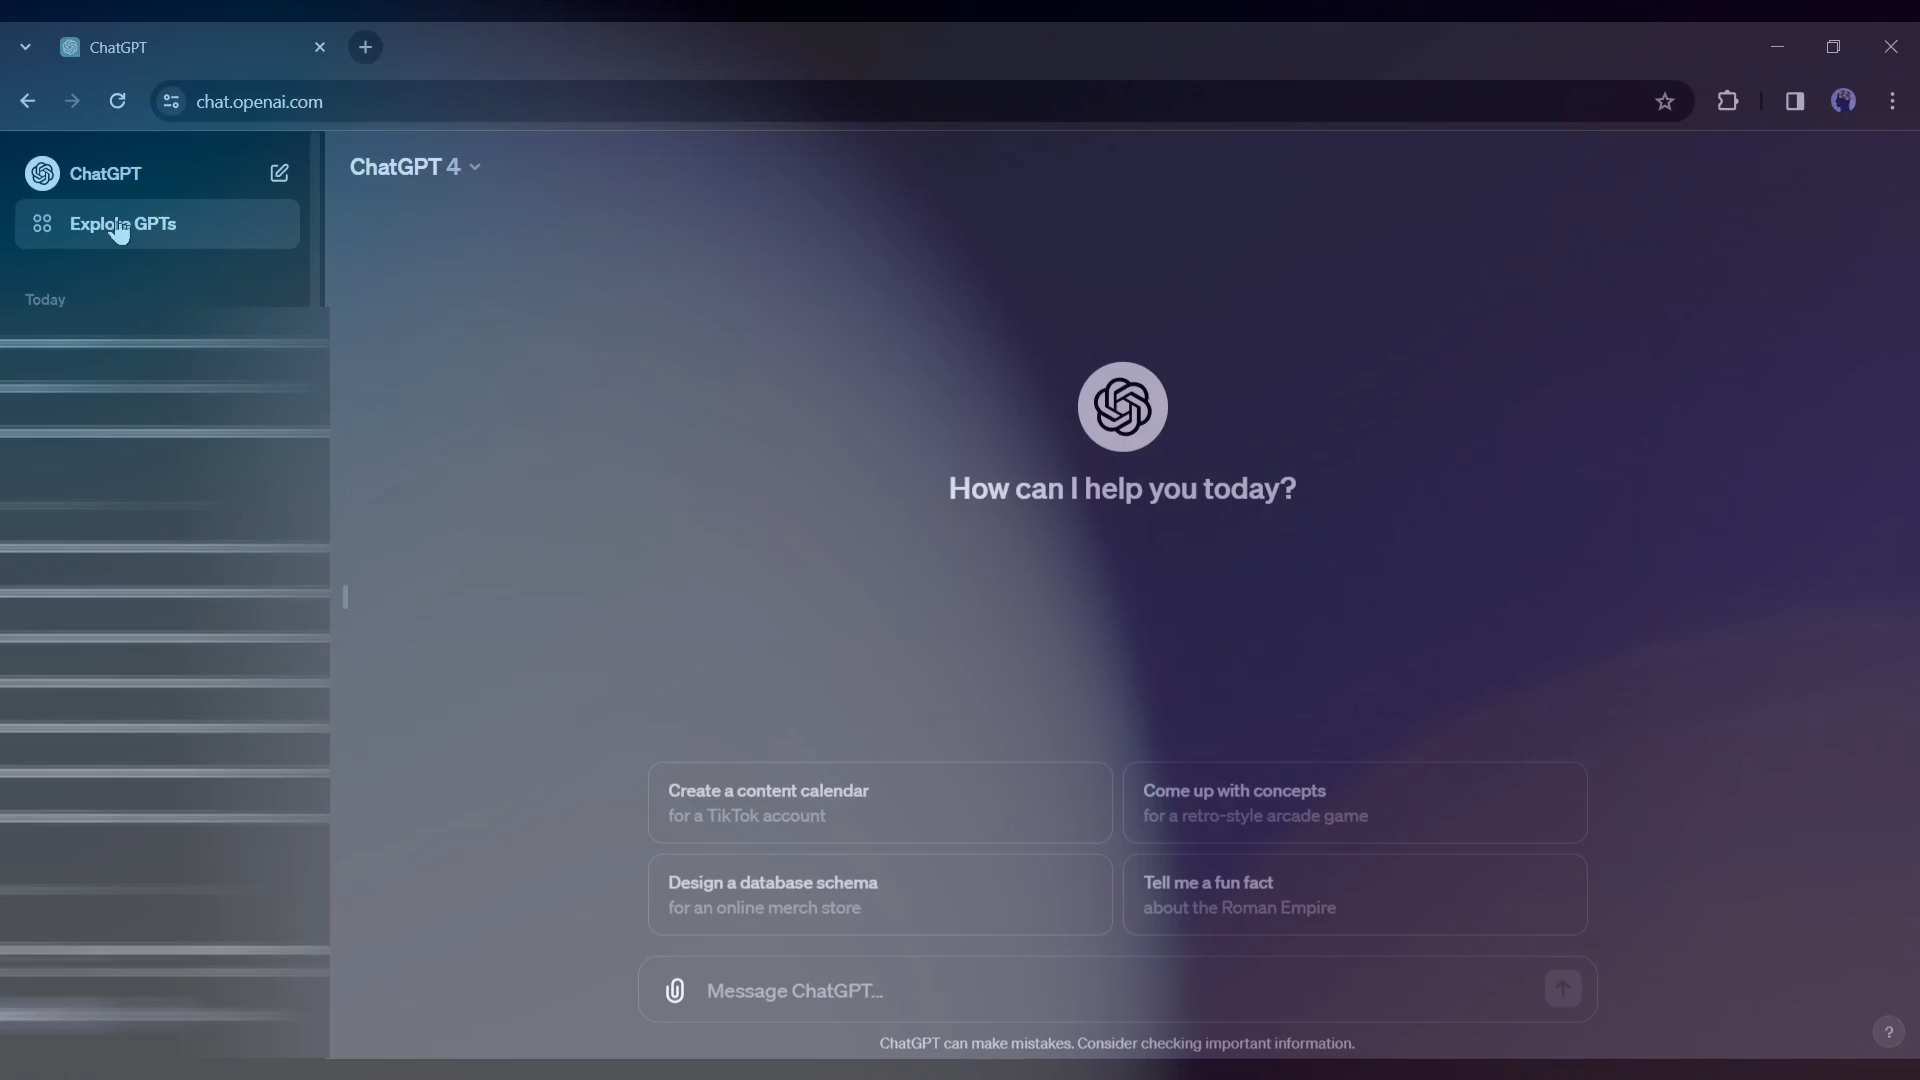 ChatGPT
chat.openai.com
ChatGPT
ChatGPT 4
Explore GPTs
Today
How can I help you today?
Create a content calendar
for a TikTok account
Come up with concepts
for a retro-style arcade game
Design a database schema
for an online merch store
Tell me a fun fact
about the Roman Empire
Message ChatGPT...
ChatGPT can make mistakes. Consider checking important information.
?